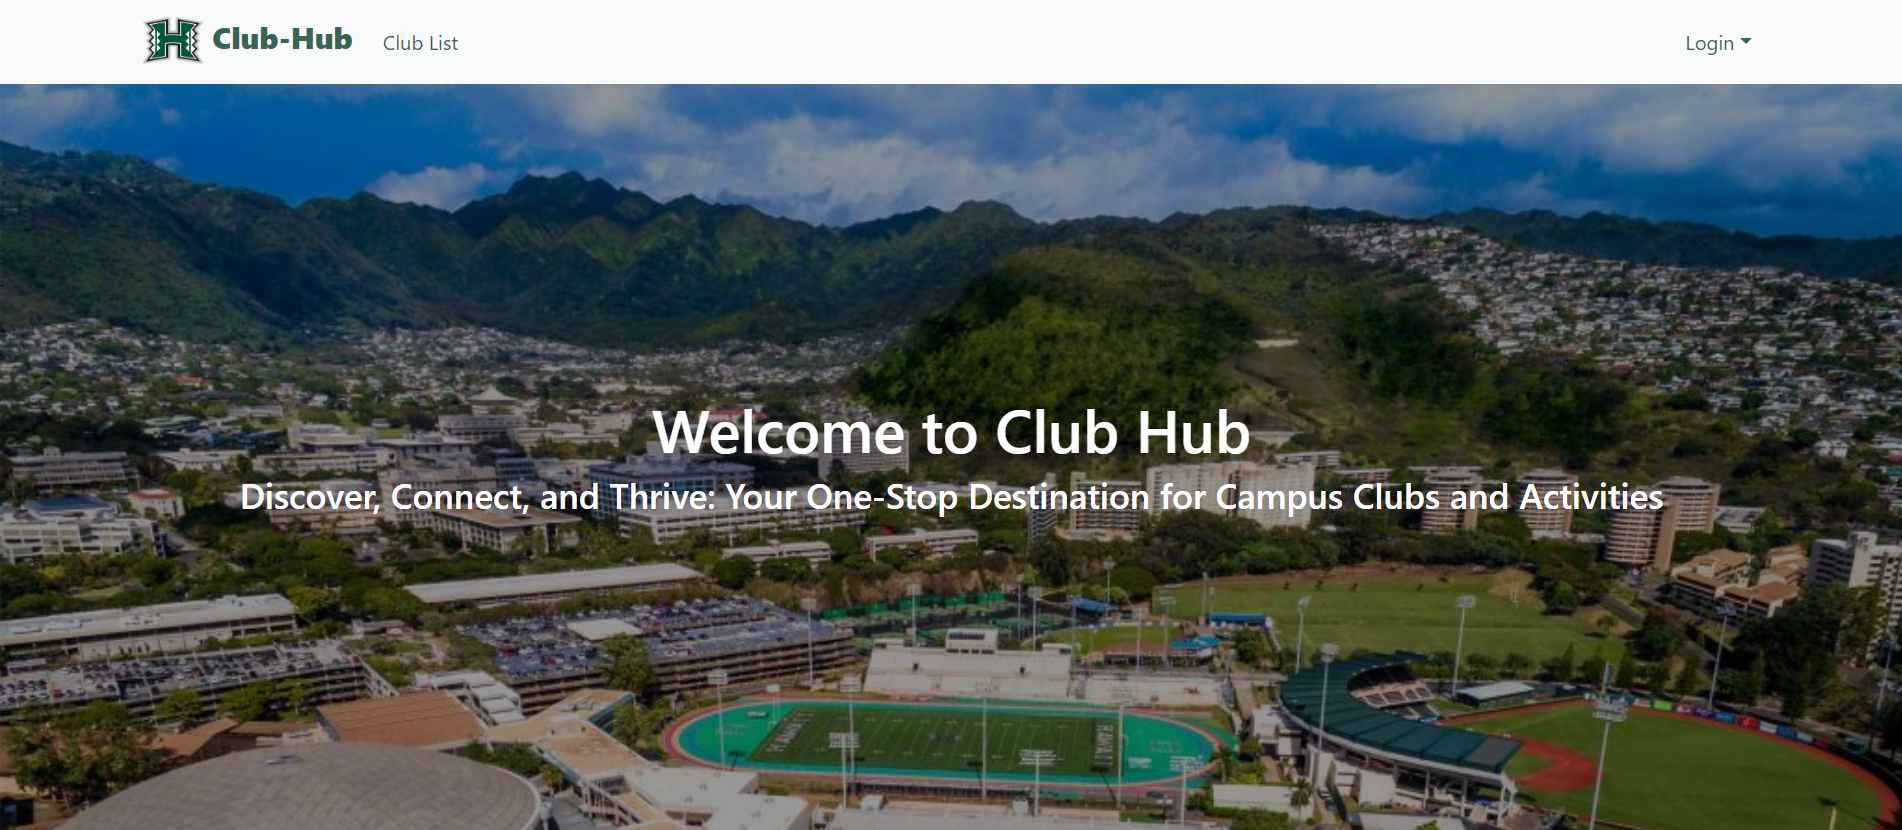 H Club-Hub Club List Login
Welcome to Club Hub
Discover, Connect, and Thrive: Your One-Stop Destination for Campus Clubs and Activities
HAWAII